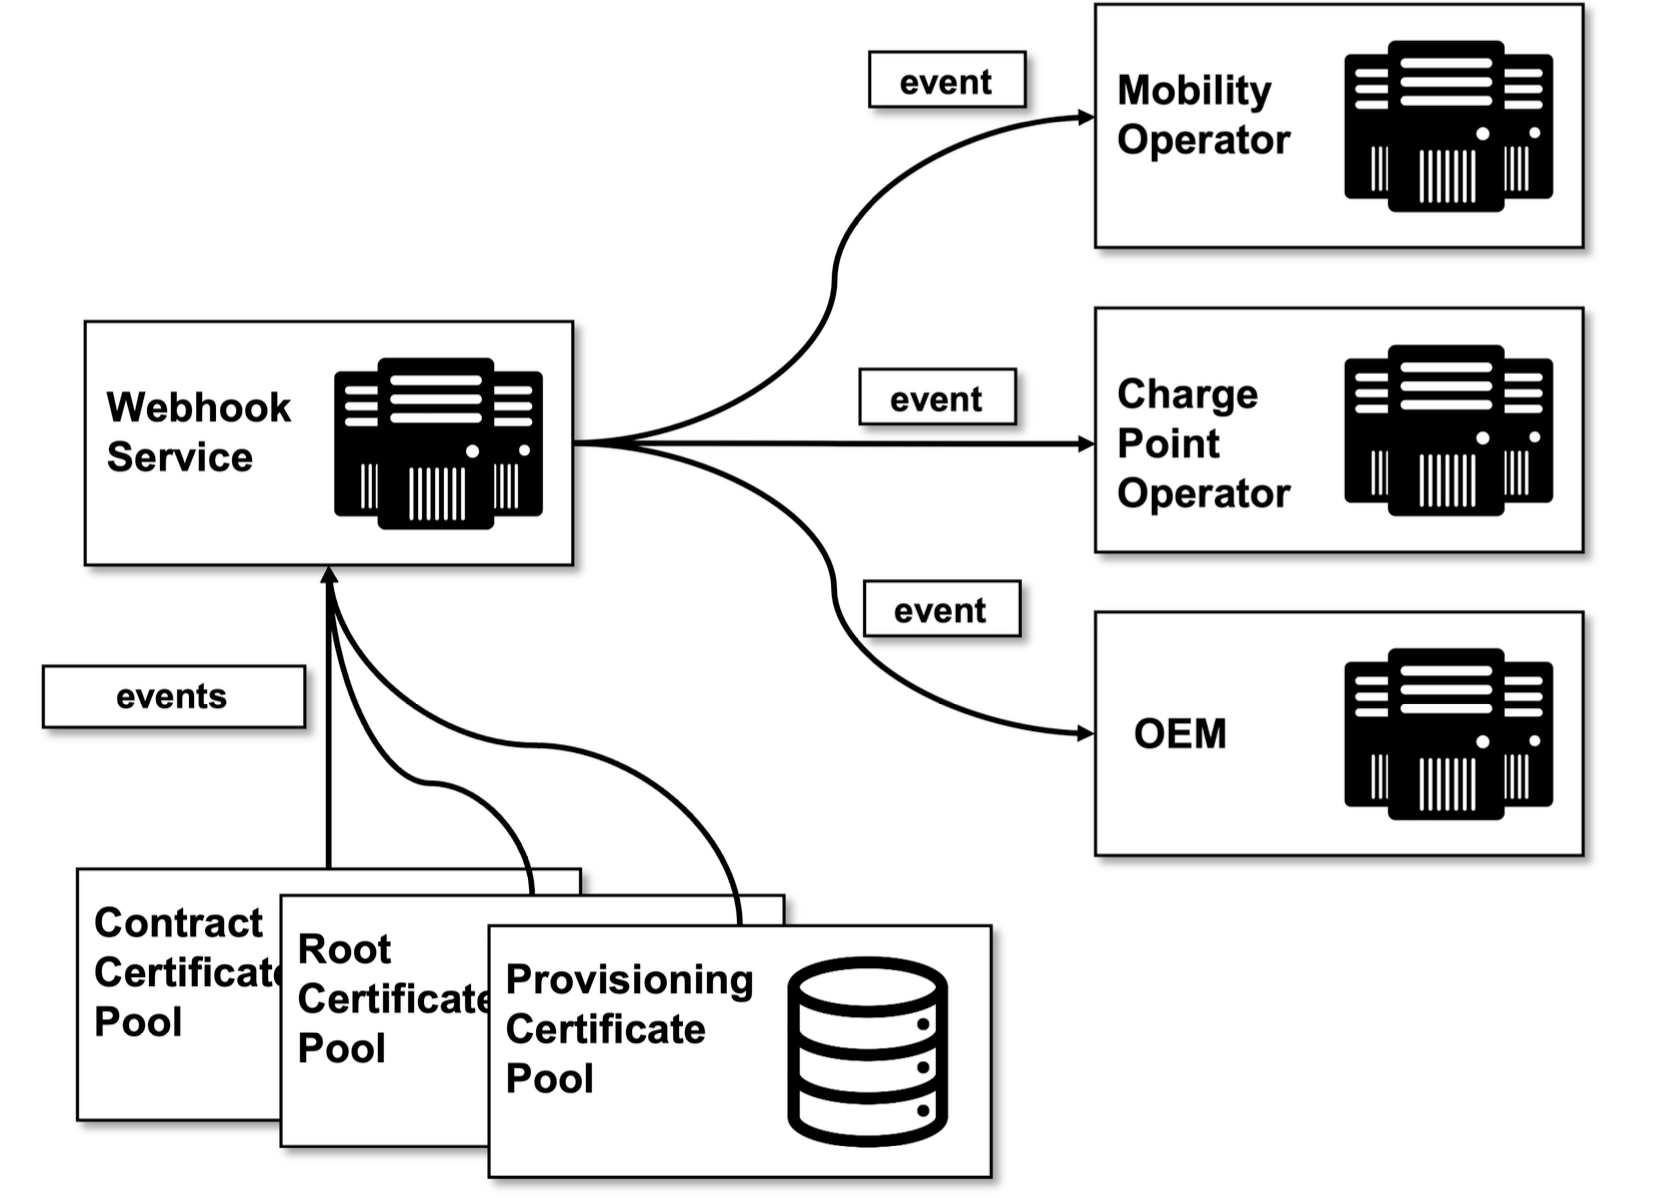 event
Mobility
Operator
Webhook
Service
event
Charge
Point
Operator
event
OEM
events
Contract
Certificate
Pool
Root
Certificate
Pool
Provisioning
Certificate
Pool